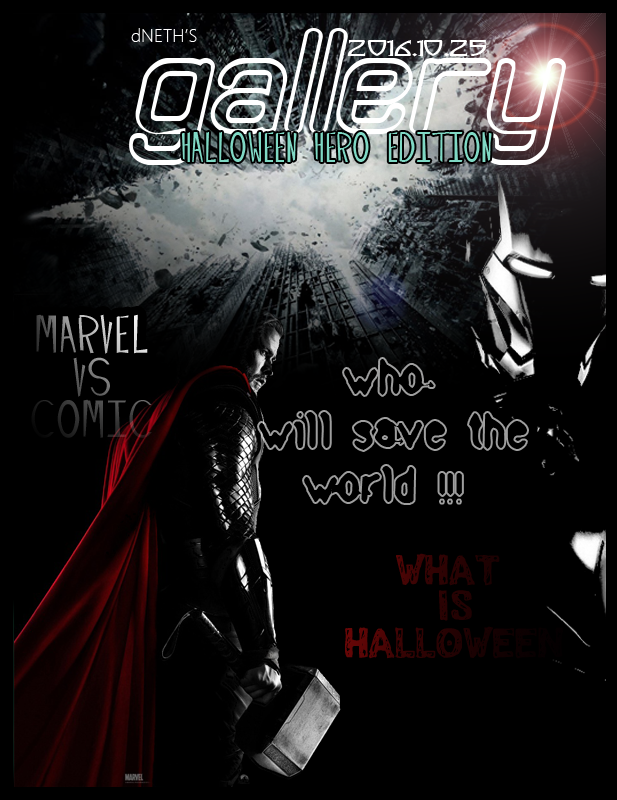 dNETH'S
2016.10.25
gallery
HALLOWEEN HERO EDITION
MARVEL
VS
COMIC
who.
will save the
world !!!
WHAT
IS
HALLOWEEN
MARVEL